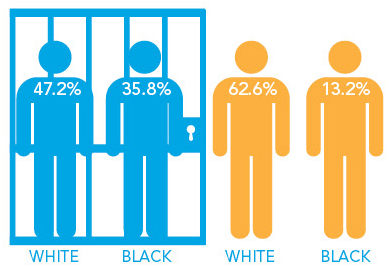 47.2% 35.8% 62.6% 13.2%
WHITE BLACK WHITE BLACK